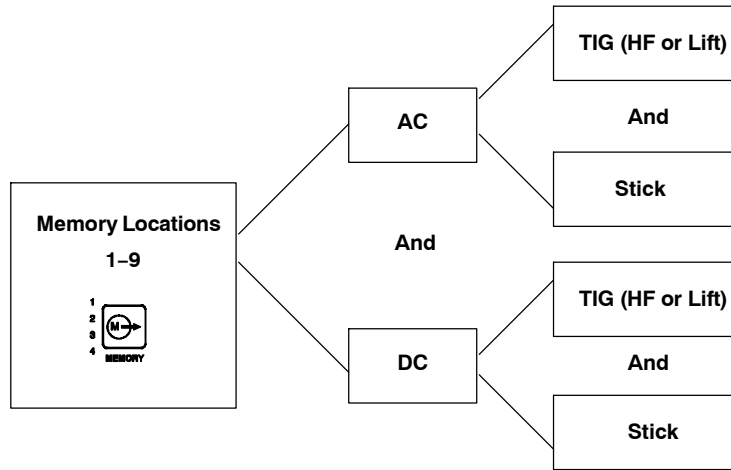 Memory Locations
1–9
1
2
3
4
M
MEMORY
AC
And
DC
TIG (HF or Lift)
And
Stick
TIG (HF or Lift)
And
Stick